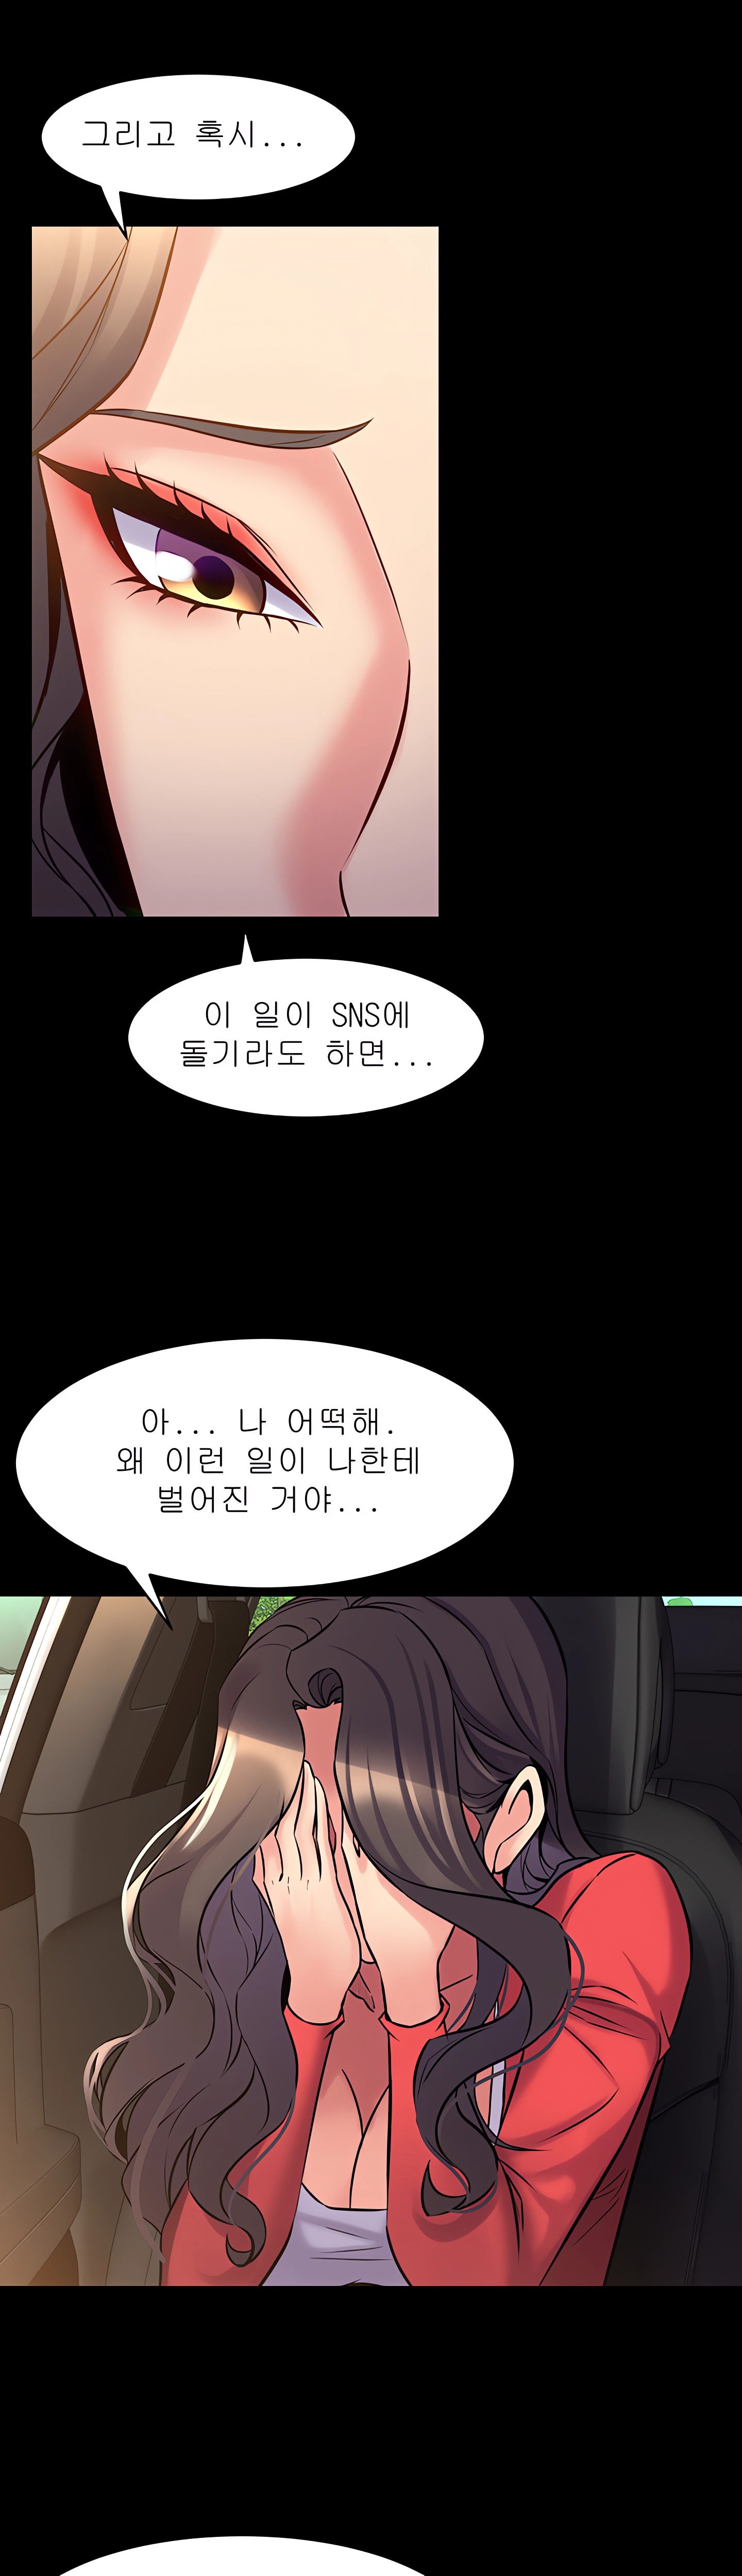 그리고 혹시...
이 일이 SNS에
돌기라도 하면...
아... 나 어떡해.
왜 이런 일이 나한테
벌어진 거야...